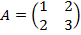 A = (1 2
2 3)